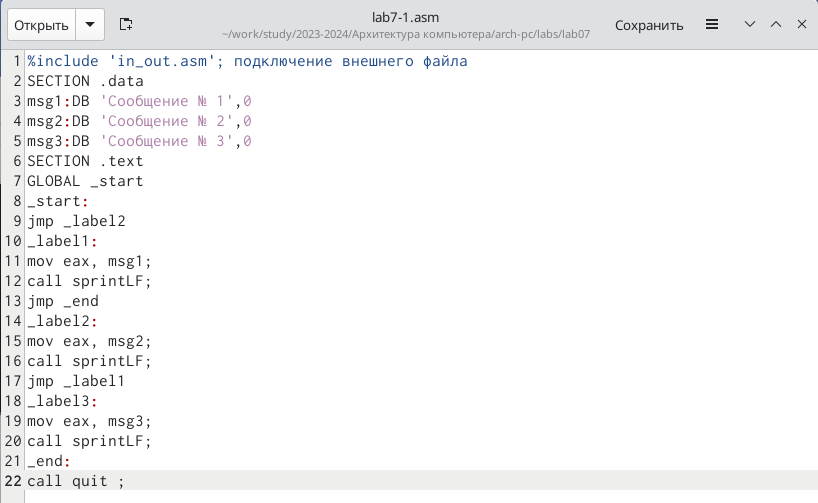 Открыть
lab7-1.asm
~/work/study/2023-2024/Архитектура компьютера/arch-pc/labs/lab07
Сохранить
1 %include 'in_out.asm'; подключение внешнего файла
2 SECTION .data
3 msg1:DB 'Сообщение № 1',0
4 msg2:DB 'Сообщение № 2',0
5 msg3:DB 'Сообщение № 3',0
6 SECTION .text
7 GLOBAL _start
8 _start:
9 jmp _label2
10 _label1:
11 mov eax, msg1;
12 call sprintLF;
13 jmp _end
14 _label2:
15 mov eax, msg2;
16 call sprintLF;
17 jmp _label1
18 _label3:
19 mov eax, msg3;
20 call sprintLF;
21 _end:
22 call quit ;